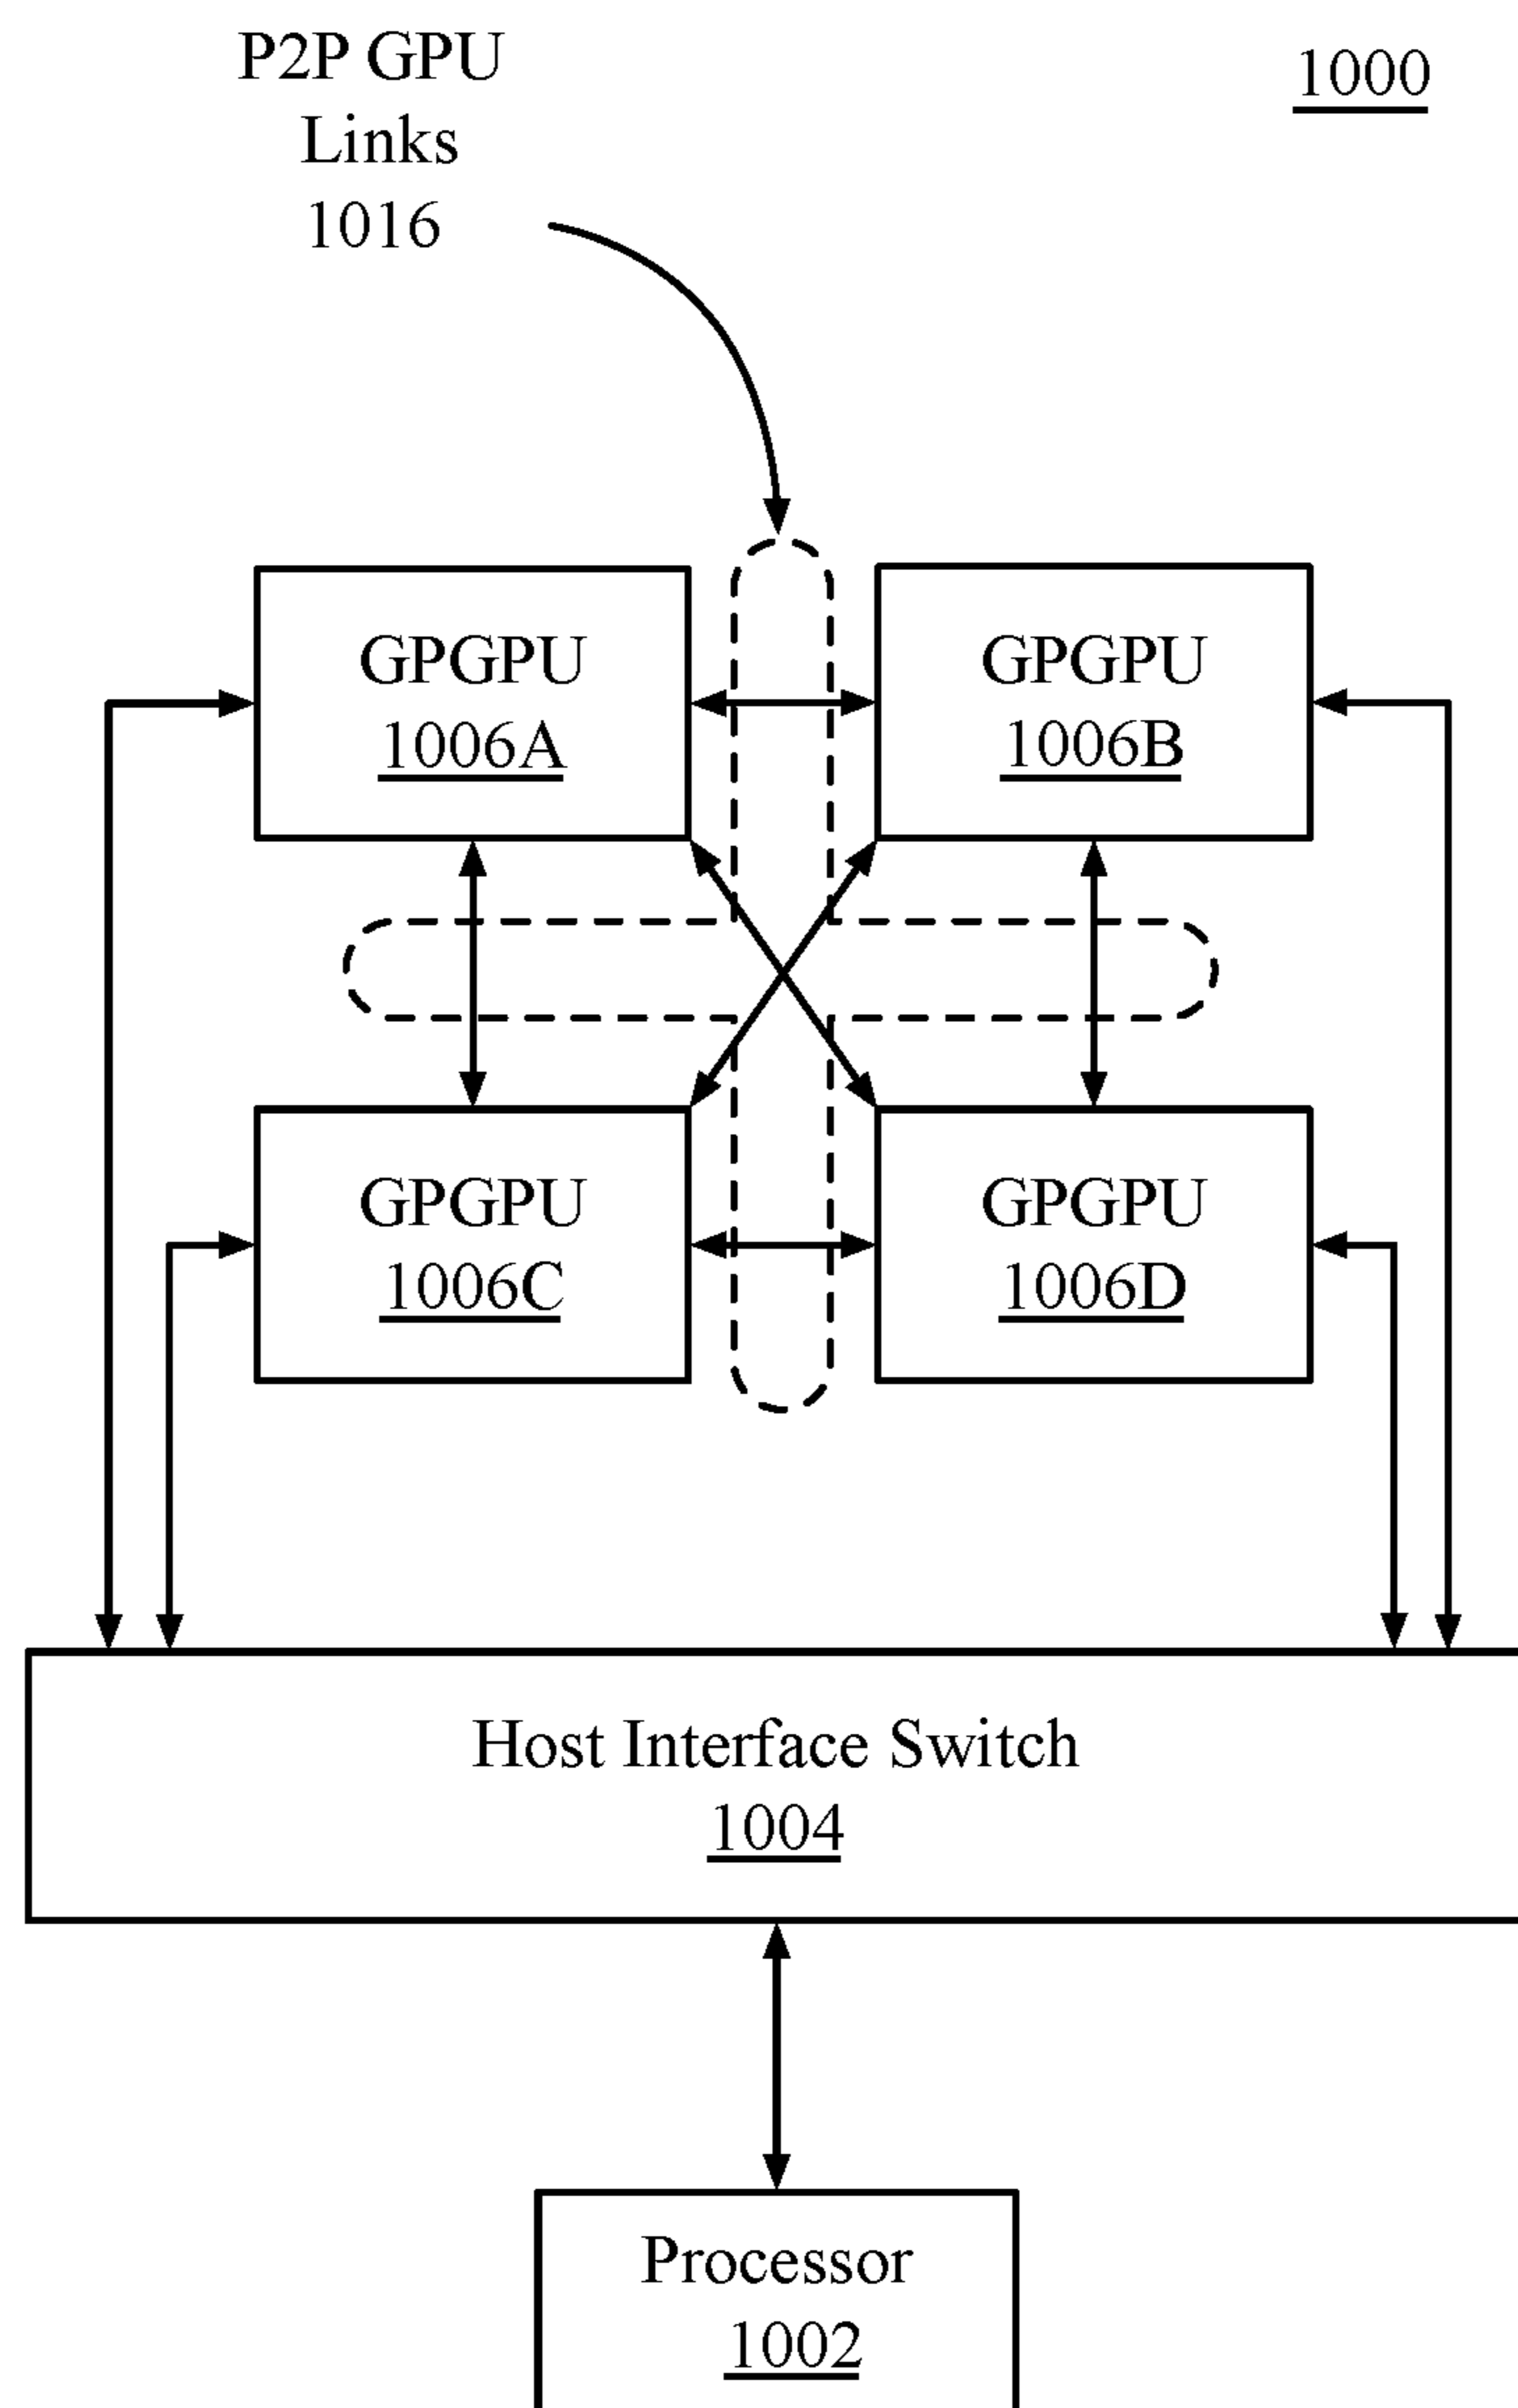 P2P GPU
Links
1016
1000
GPGPU
1006A
GPGPU
1006B
GPGPU
1006C
GPGPU
1006D
Host Interface Switch
1004
Processor
1002